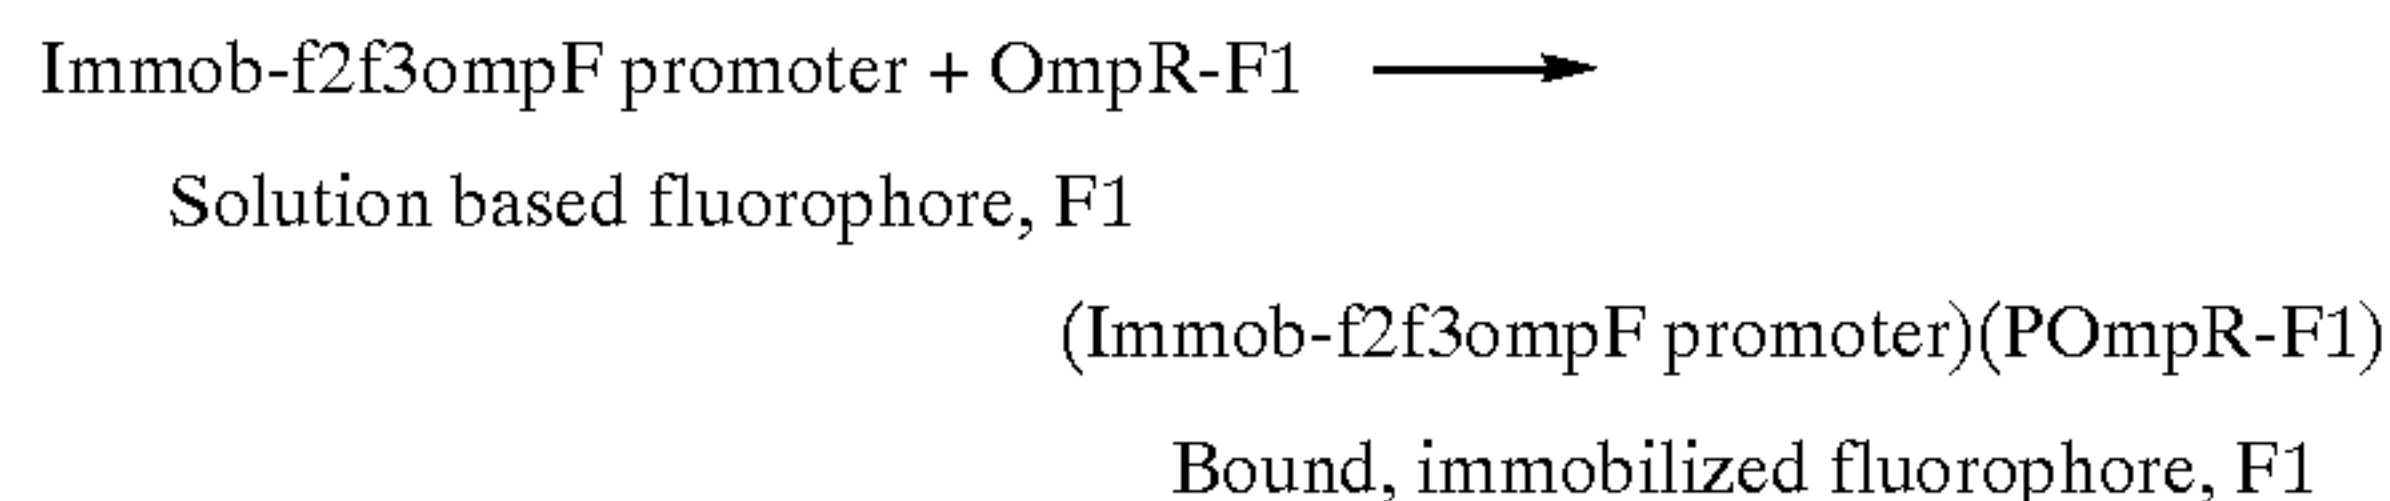 Immob-f2f3ompF promoter + OmpR-F1 ⟶
Solution based fluorophore, F1
(Immob-f2f3ompF promoter)(POmpR-F1)
Bound, immobilized fluorophore, F1